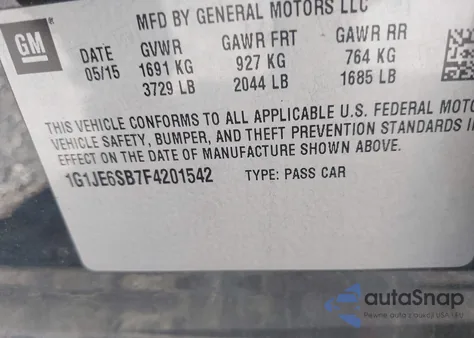 MFD BY GENERAL MOTORS LLC
GM
DATE GVWR GAWR FRT GAWR RR
05/15 1691 KG 927 KG 764 KG
3729 LB 2044 LB 1685 LB
THIS VEHICLE CONFORMS TO ALL APPLICABLE U.S. FEDERAL MOTO
VEHICLE SAFETY, BUMPER, AND THEFT PREVENTION STANDARDS IN
EFFECT ON THE DATE OF MANUFACTURE SHOWN ABOVE.
1G1JE6SB7F4201542 TYPE: PASS CAR
autoSnap